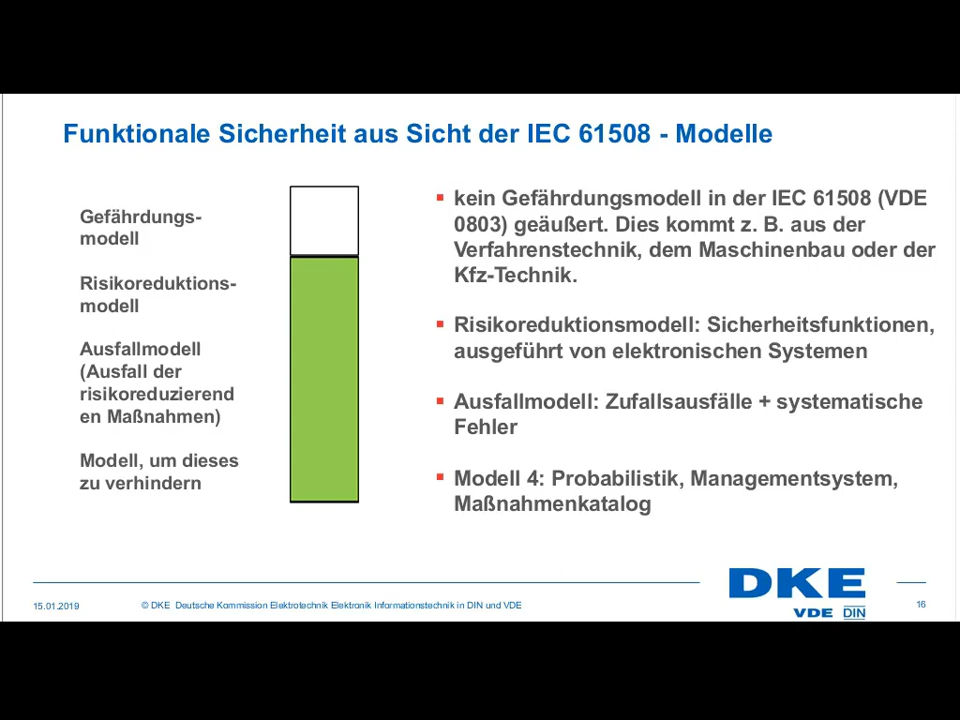 Funktionale Sicherheit aus Sicht der IEC 61508 - Modelle
Gefährdungs-
modell
Risikoreduktions-
modell
Ausfallmodell
(Ausfall der
risikoreduzierend
en Maßnahmen)
Modell, um dieses
zu verhindern
▪ kein Gefährdungsmodell in der IEC 61508 (VDE
0803) geäußert. Dies kommt z. B. aus der
Verfahrenstechnik, dem Maschinenbau oder der
Kfz-Technik.
▪ Risikoreduktionsmodell: Sicherheitsfunktionen,
ausgeführt von elektronischen Systemen
▪ Ausfallmodell: Zufallsausfälle + systematische
Fehler
▪ Modell 4: Probabilistik, Managementsystem,
Maßnahmenkatalog
DKE
VDE DIN
15.01.2019
© DKE Deutsche Kommission Elektrotechnik Elektronik Informationstechnik in DIN und VDE
16